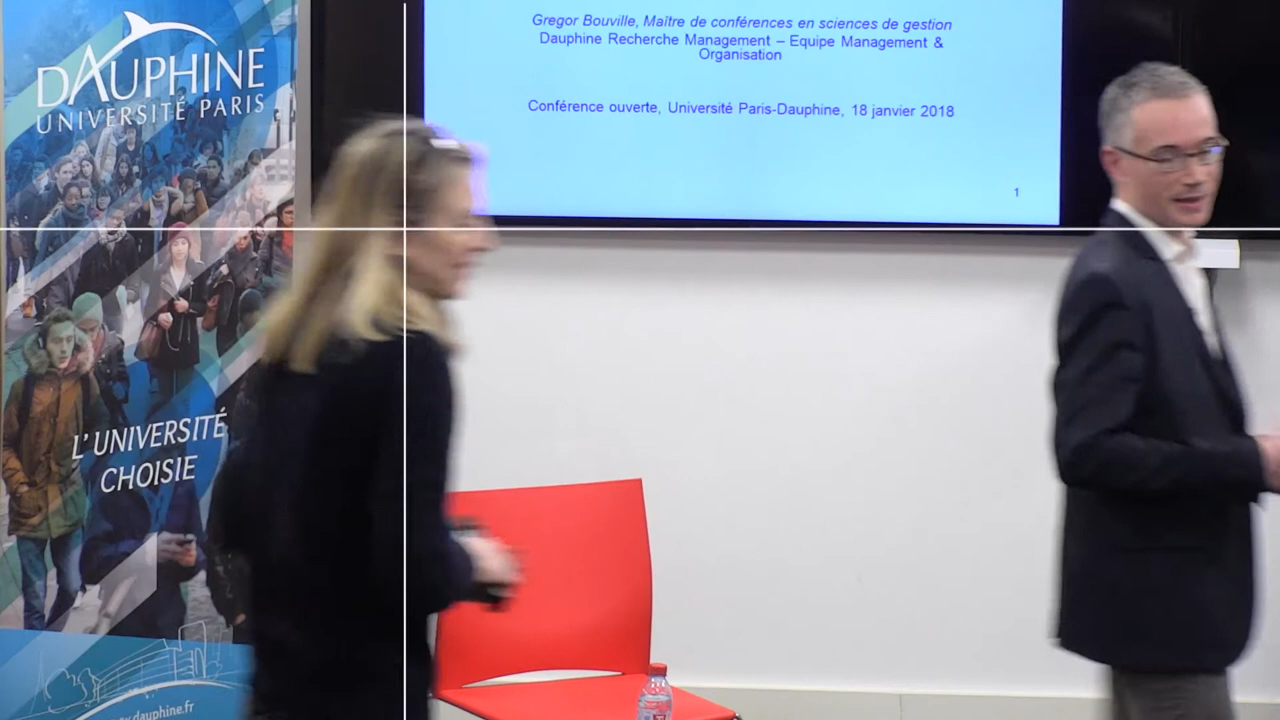 DAUPHINE
UNIVERSITÉ PARIS
L'UNIVERSITÉ
CHOISIE
dauphine.fr
Gregor Bouville, Maître de conférences en sciences de gestion
Dauphine Recherche Management – Equipe Management &
Organisation
Conférence ouverte, Université Paris-Dauphine, 18 janvier 2018
1